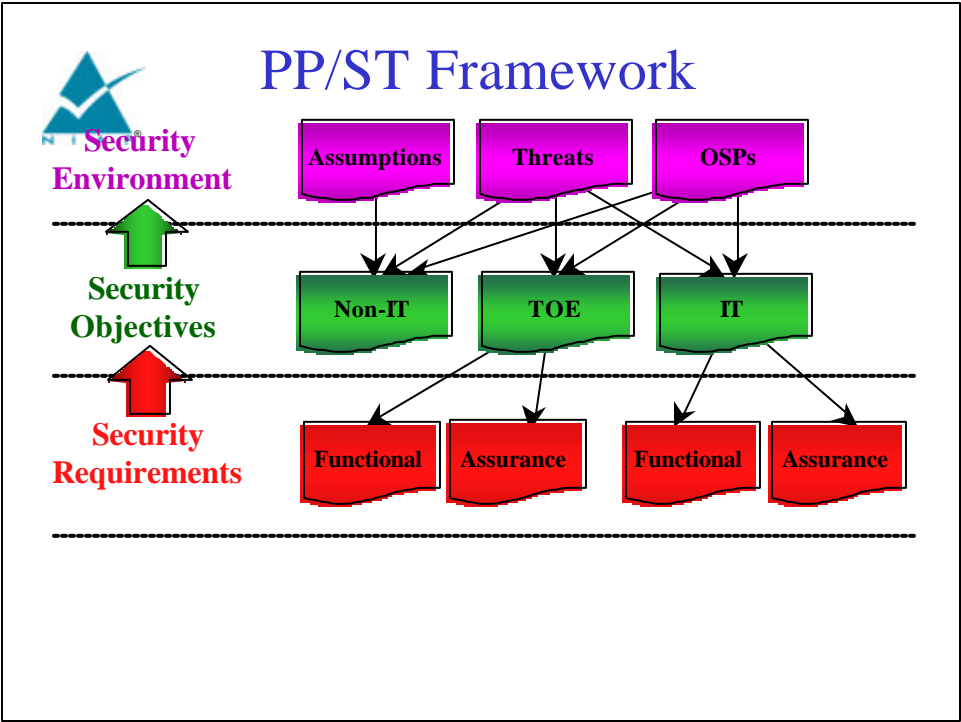 PP/ST Framework
Security
Environment
Assumptions
Threats
OSPs
Security
Objectives
Non-IT
TOE
IT
Security
Requirements
Functional
Assurance
Functional
Assurance